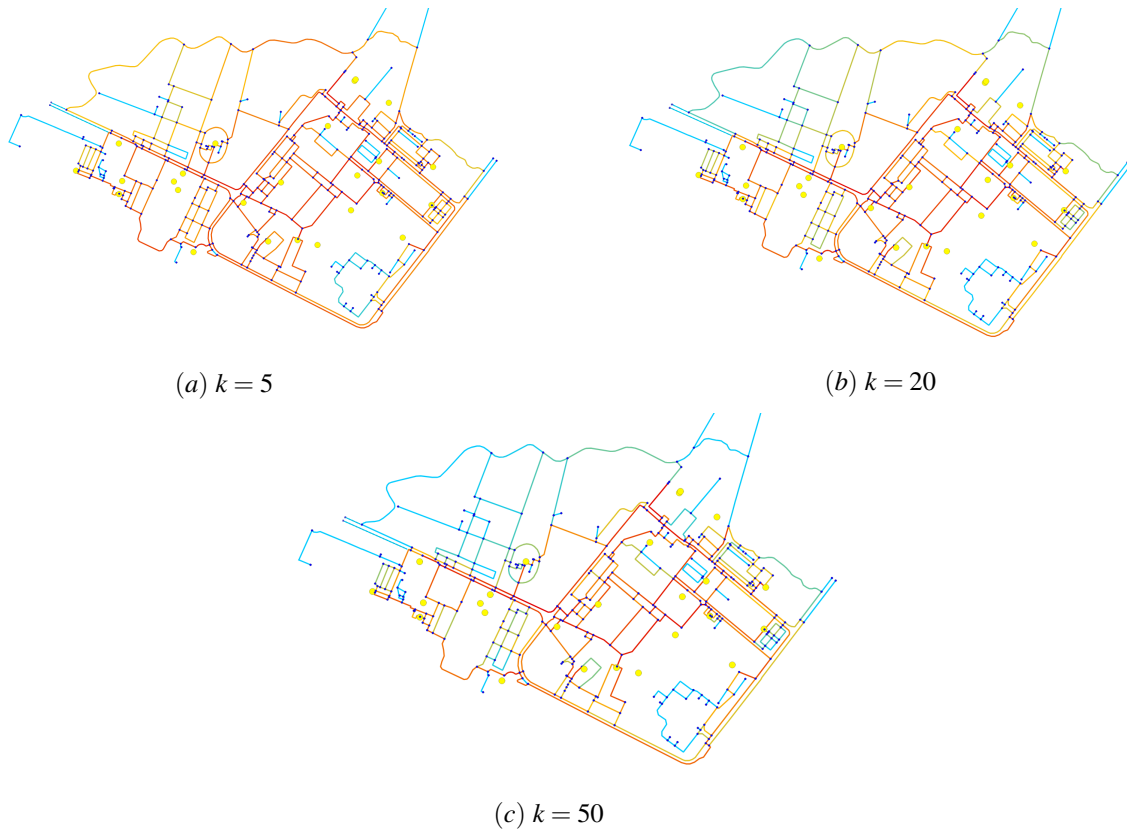 (a) k = 5
(b) k = 20
(c) k = 50